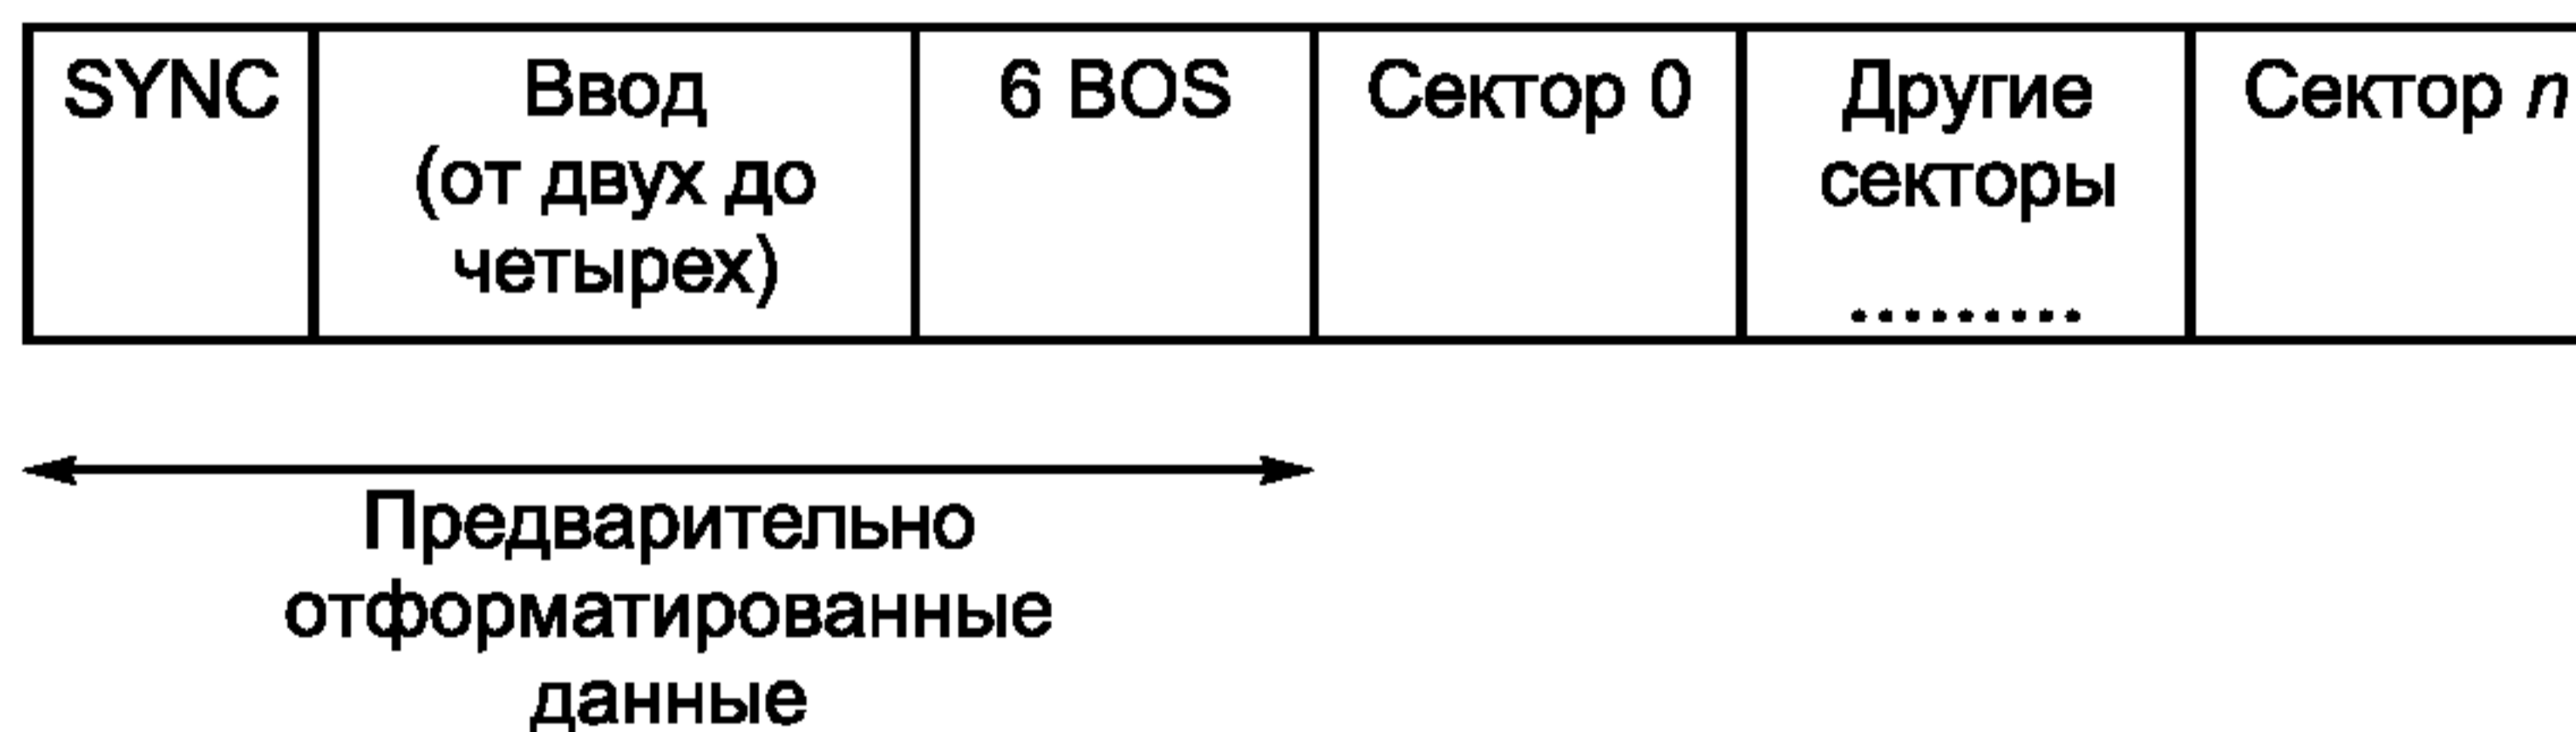 SYNC
Ввод
(от двух до
четырех)
6 BOS
Сектор 0
Другие
секторы
.........
Сектор n
Предварительно
отформатированные
данные